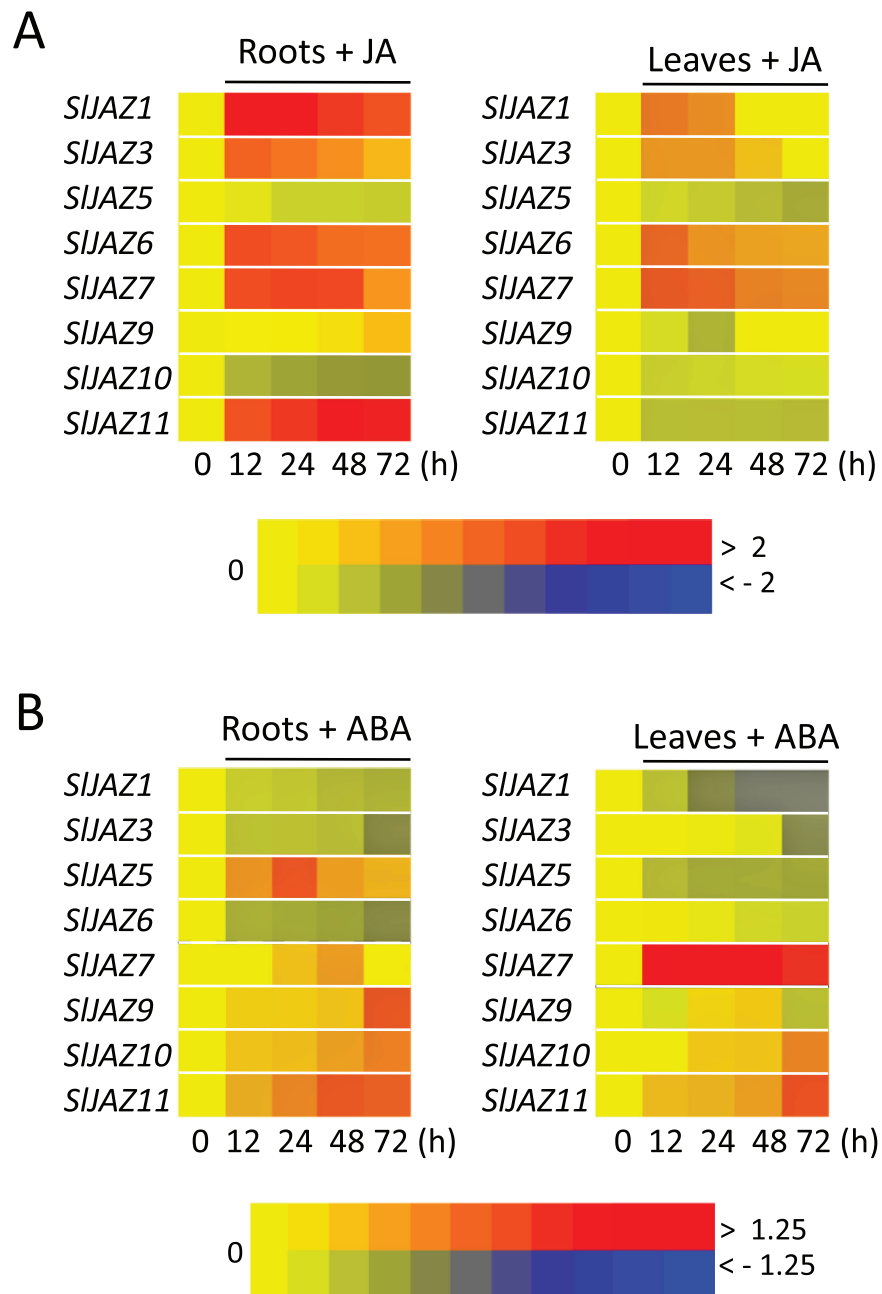 A
Roots + JA
Leaves + JA
SlJAZ1
SlJAZ3
SlJAZ5
SlJAZ6
SlJAZ7
SlJAZ9
SlJAZ10
SlJAZ11
0 12 24 48 72 (h)
SlJAZ1
SlJAZ3
SlJAZ5
SlJAZ6
SlJAZ7
SlJAZ9
SlJAZ10
SlJAZ11
0 12 24 48 72 (h)
0
> 2
< - 2
B
Roots + ABA
Leaves + ABA
SlJAZ1
SlJAZ3
SlJAZ5
SlJAZ6
SlJAZ7
SlJAZ9
SlJAZ10
SlJAZ11
0 12 24 48 72 (h)
SlJAZ1
SlJAZ3
SlJAZ5
SlJAZ6
SlJAZ7
SlJAZ9
SlJAZ10
SlJAZ11
0 12 24 48 72 (h)
0
> 1.25
< - 1.25